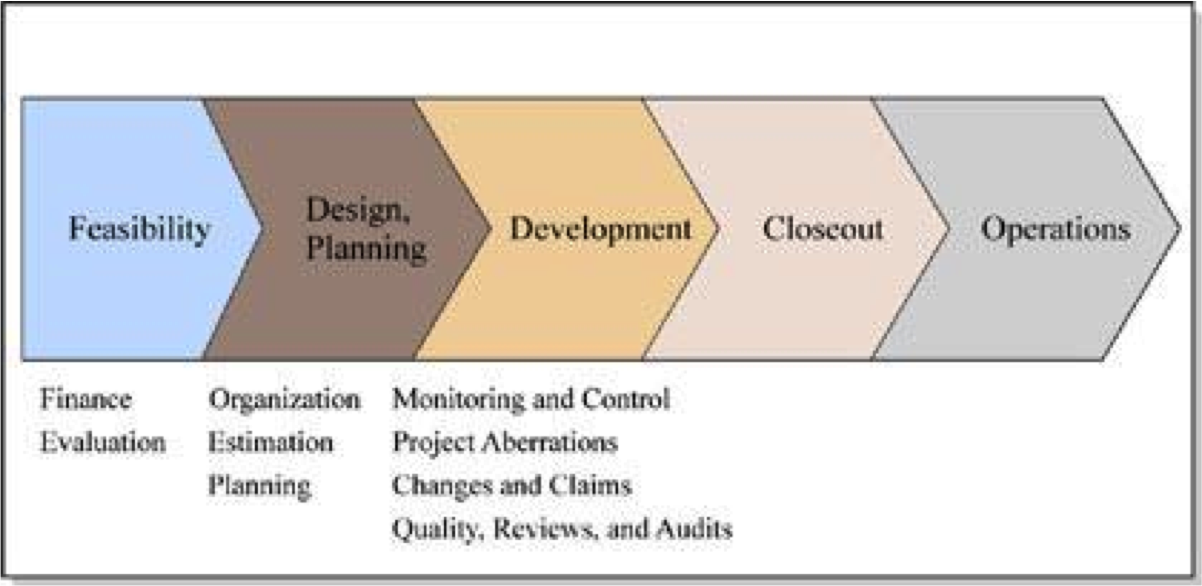 Feasibility
Design,
Planning
Development
Closeout
Operations
Finance
Evaluation
Organization
Estimation
Planning
Monitoring and Control
Project Aberrations
Changes and Claims
Quality, Reviews, and Audits